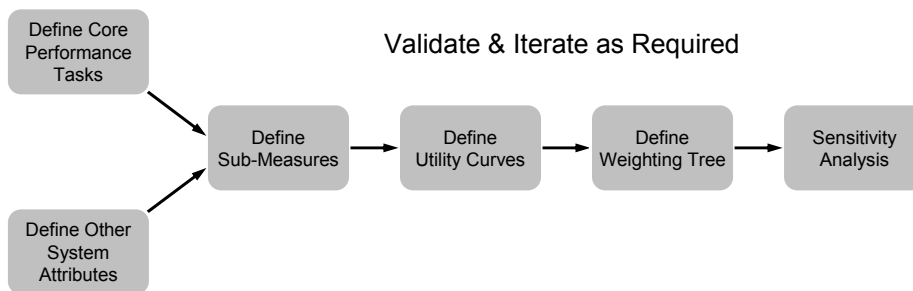 Define Core
Performance
Tasks
Validate & Iterate as Required
Define
Sub-Measures
Define
Utility Curves
Define
Weighting Tree
Sensitivity
Analysis
Define Other
System
Attributes